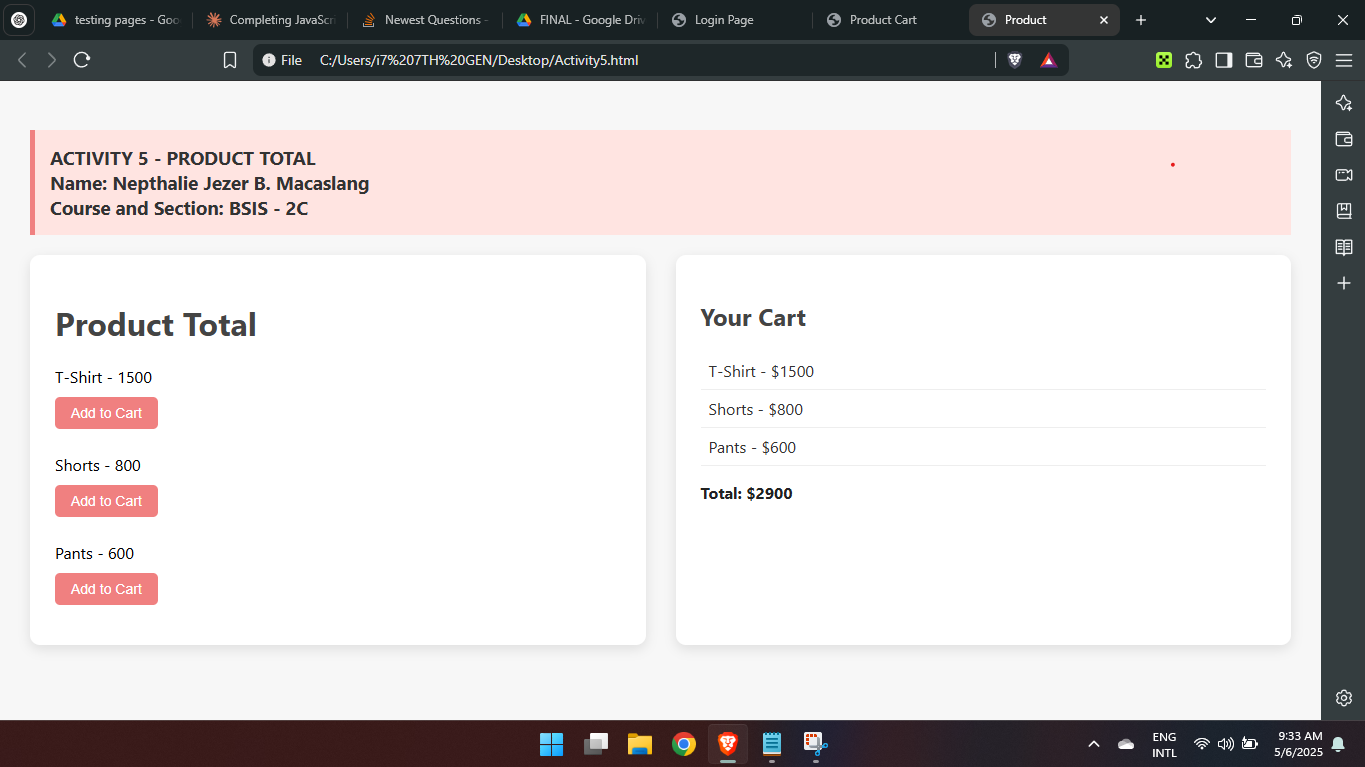 testing pages - Goo
Completing JavaScri
Newest Questions -
FINAL - Google Driv
Login Page
Product Cart
Product
File
C:/Users/i7%207TH%20GEN/Desktop/Activity5.html
ACTIVITY 5 - PRODUCT TOTAL
Name: Nepthalie Jezer B. Macaslang
Course and Section: BSIS - 2C
Product Total
T-Shirt - 1500
Add to Cart
Shorts - 800
Add to Cart
Pants - 600
Add to Cart
Your Cart
T-Shirt - $1500
Shorts - $800
Pants - $600
Total: $2900
ENG
INTL
9:33 AM
5/6/2025